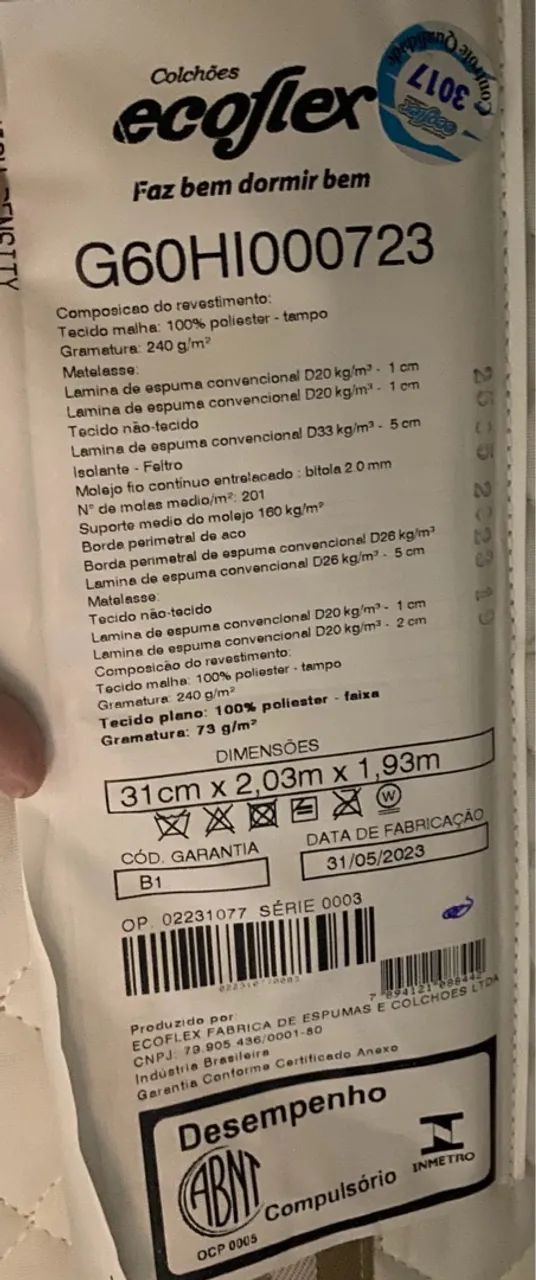 Colchões
ecoflex
Controle Qualidade
3017
ecoflex
Faz bem dormir bem
G60HI000723
Composicao do revestimento:
Tecido malha: 100% poliester - tampo
Gramatura: 240 g/m²
Matelasse:
Lamina de espuma convencional D20 kg/m³ - 1 cm
Lamina de espuma convencional D20 kg/m³ - 1 cm
Tecido não-tecido
Lamina de espuma convencional D33 kg/m³ - 5 cm
Isolante - Feltro
Molejo fio contínuo entrelacado : bitola 2 0 mm
N° de molas medio/m²: 201
Suporte medio do molejo 160 kg/m²
Borda perimetral de aco
Borda perimetral de espuma convencional D26 kg/m³
Lamina de espuma convencional D26 kg/m³ - 5 cm
Matelasse:
Tecido não-tecido
Lamina de espuma convencional D20 kg/m³ - 1 cm
Lamina de espuma convencional D20 kg/m³ - 2 cm
Composicão do revestimento:
Tecido malha: 100% poliester - tampo
Gramatura: 240 g/m²
Tecido plano: 100% poliester - faixa
Gramatura: 73 g/m²
DIMENSÕES
31cm x 2,03m x 1,93m
W
CÓD. GARANTIA
B1
DATA DE FABRICAÇÃO
31/05/2023
OP. 02231077 SÉRIE 0003
7 894121 088442
Produzido por:
ECOFLEX FABRICA DE ESPUMAS E COLCHOES LTDA
CNPJ: 79.905 436/0001-80
Indústria Brasileira
Garantia Conforme Certificado Anexo
Desempenho
ABNT
Compulsório
INMETRO
OCP 0005